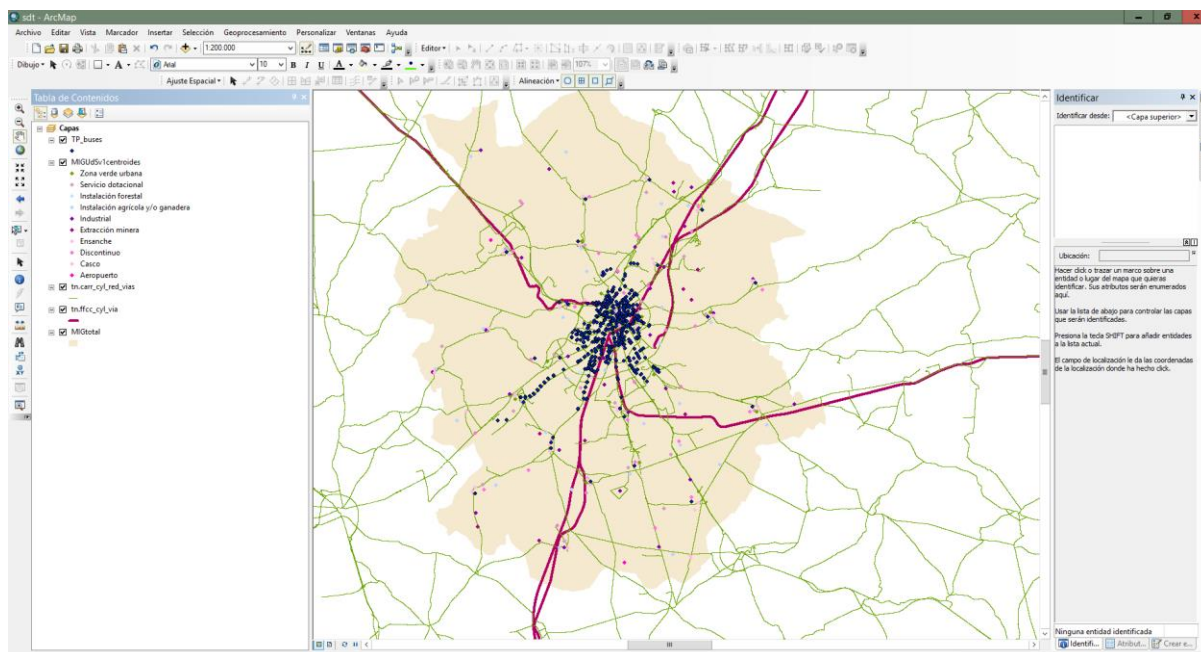 sdt - ArcMap
Archivo Editar Vista Marcador Insertar Selección Geoprocesamiento Personalizar Ventanas Ayuda
1:200.000 Editor
Dibujo Arial 10 B I U A 107%
Ajuste Espacial Alineación
Tabla de Contenidos
Capas
TP_buses
MIGUdSv1centroides
Zona verde urbana
Servicio dotacional
Instalación forestal
Instalación agrícola y/o ganadera
Industrial
Extracción minera
Ensanche
Discontinuo
Casco
Aeropuerto
tn.carr_cyl_red_vias
tn.ffcc_cyl_via
MIGtotal
Identificar
Identificar desde: <Capa superior>
Ubicación:
Hacer click o trazar un marco sobre una
entidad o lugar del mapa que quieras
identificar. Sus atributos serán enumerados
aquí.
Usar la lista de abajo para controlar las capas
que serán identificadas.
Presiona la tecla SHIFT para añadir entidades
a la lista actual.
El campo de localización le da las coordenadas
de la localización donde ha hecho click.
Ninguna entidad identificada
Identifi... Atribut... Crear e...